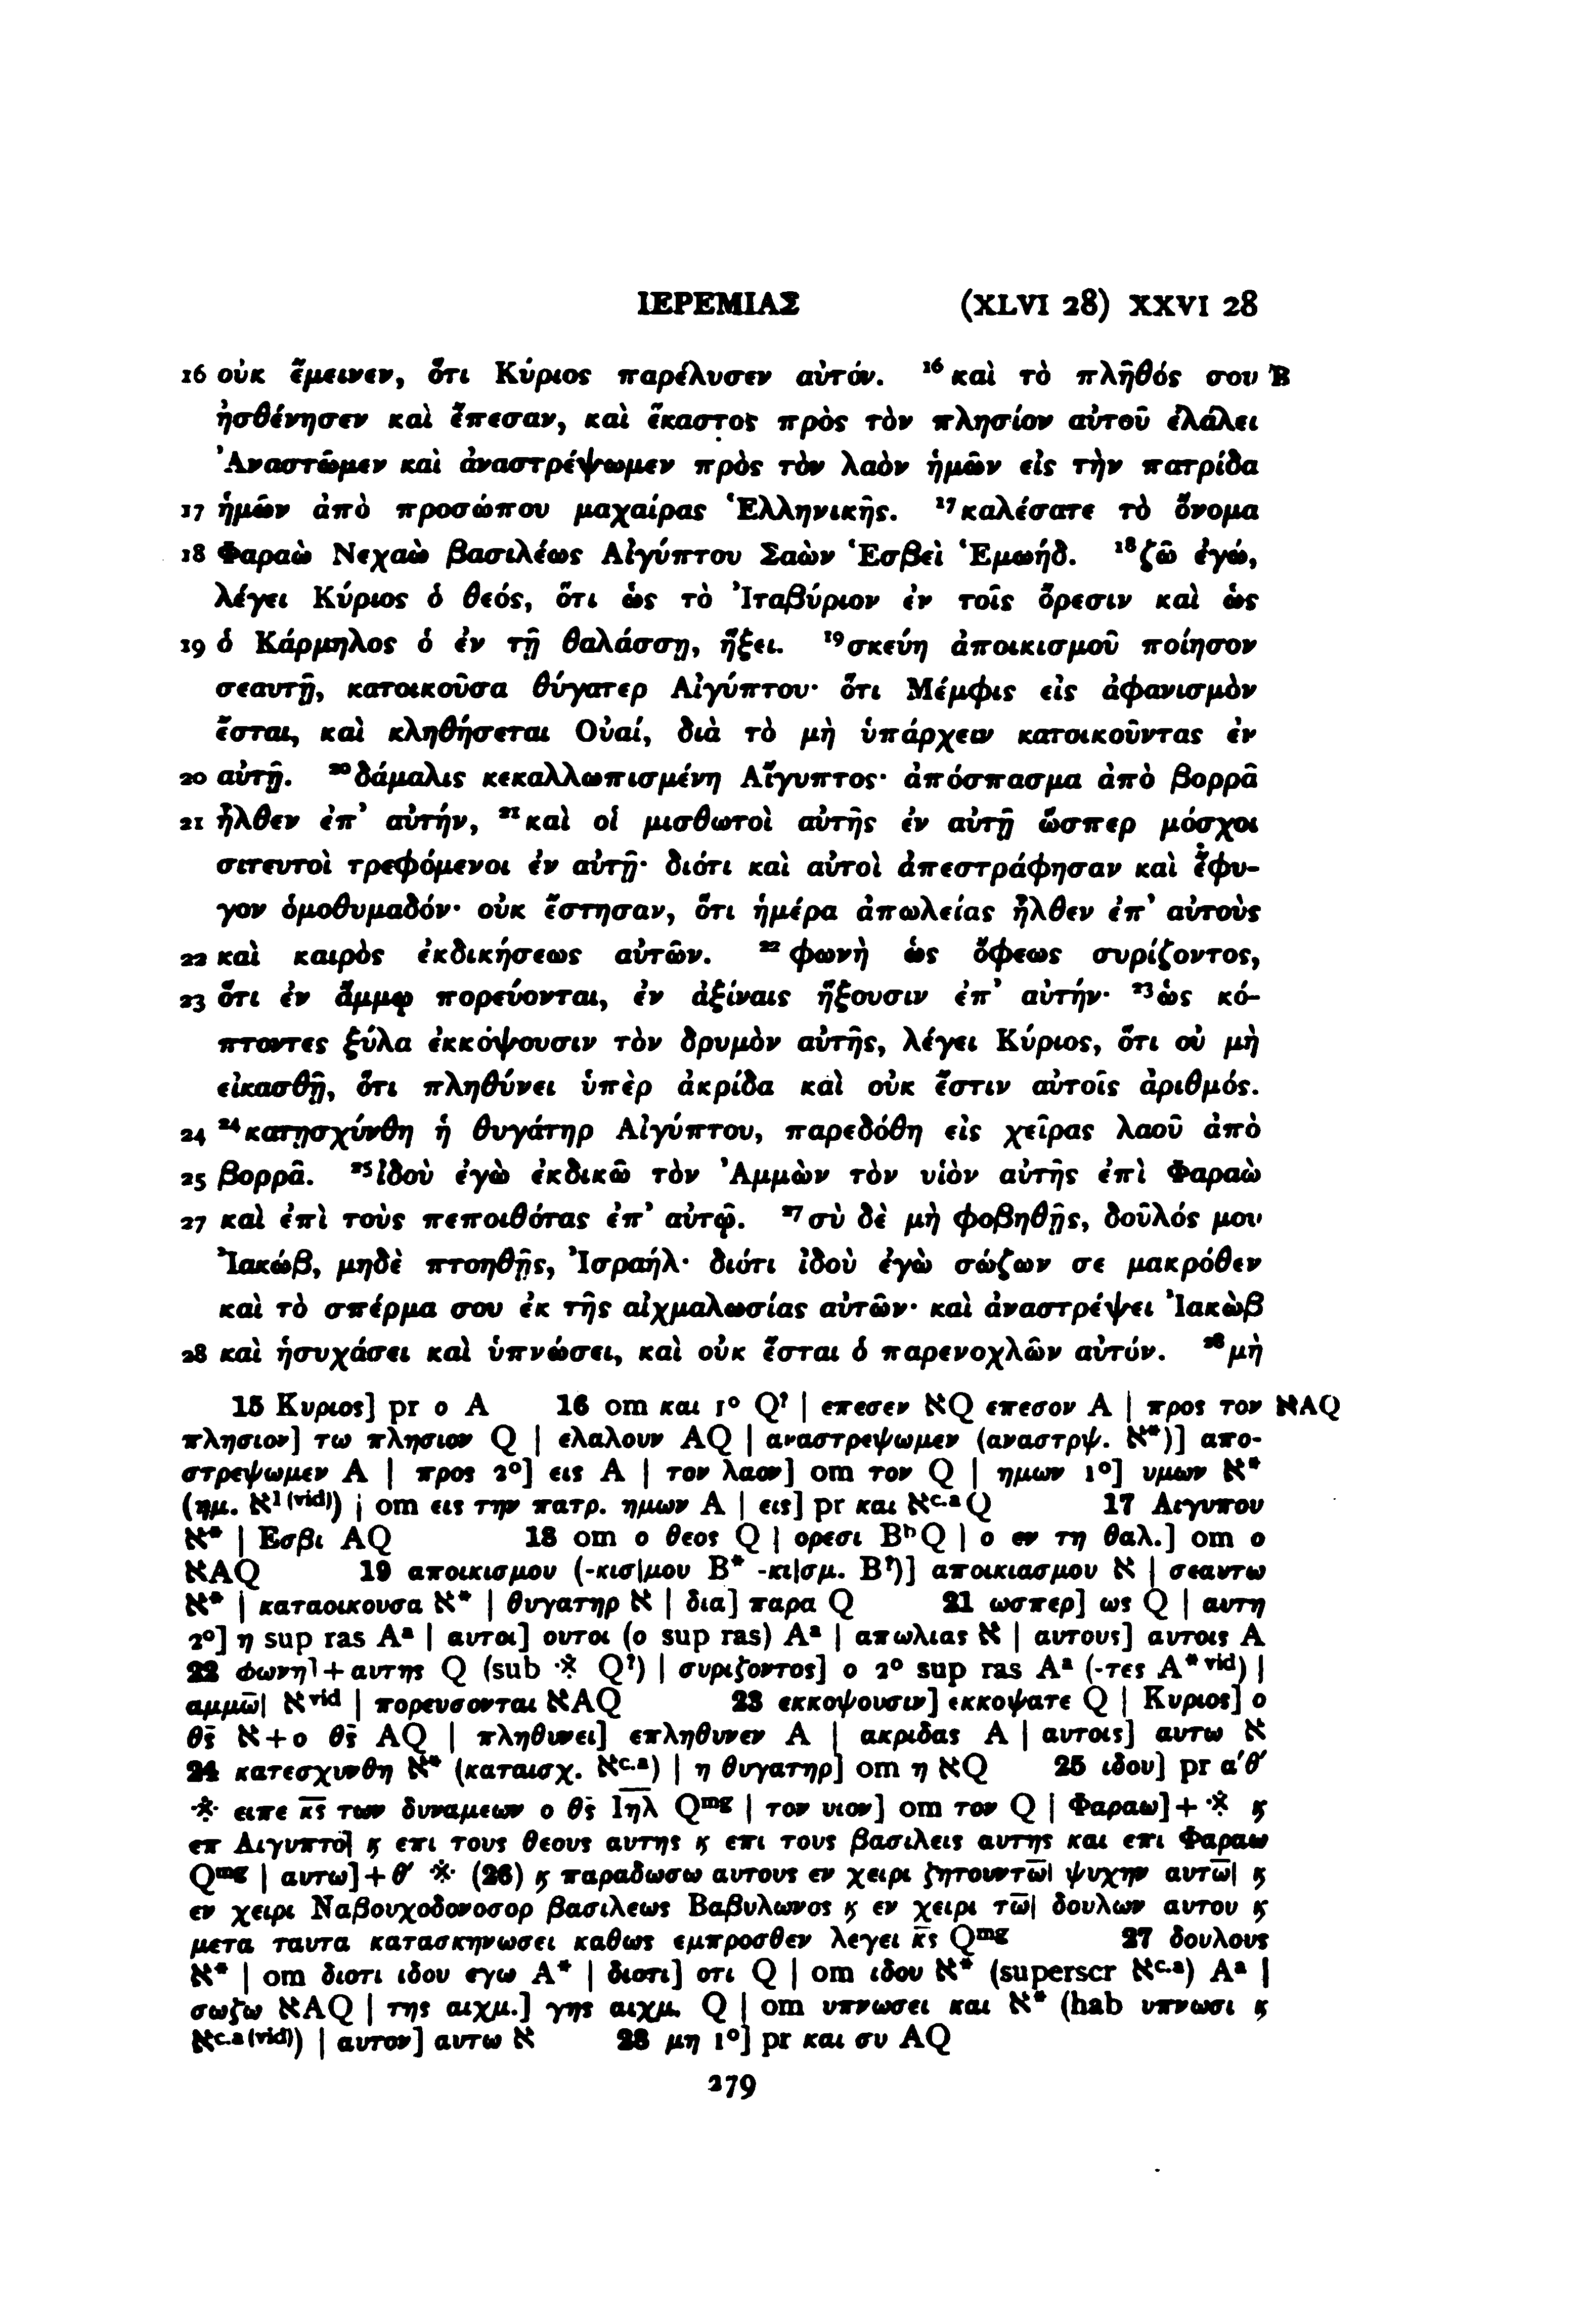 ΙΕΡΕΜΙΑΣ (XLVI 28) XXVI 28
16 οὐκ ἔμεινεν, ὅτι Κύριος παρέλυσεν αὐτόν. ¹⁶καὶ τὸ πλῆθός σου B
ἠσθένησεν καὶ ἔπεσαν, καὶ ἕκαστος πρὸς τὸν πλησίον αὐτοῦ ἐλάλει
Ἀναστῶμεν καὶ ἀναστρέψωμεν πρὸς τὸν λαὸν ἡμῶν εἰς τὴν πατρίδα
17 ἡμῶν ἀπὸ προσώπου μαχαίρας Ἑλληνικῆς. ¹⁷καλέσατε τὸ ὄνομα
18 Φαραὼ Νεχαὼ βασιλέως Αἰγύπτου Σαὼν Ἑσβεὶ Ἑμωήδ. ¹⁸ζῶ ἐγώ,
λέγει Κύριος ὁ θεός, ὅτι ὡς τὸ Ἰταβύριον ἐν τοῖς ὄρεσιν καὶ ὡς
19 ὁ Κάρμηλος ὁ ἐν τῇ θαλάσσῃ, ἥξει. ¹⁹σκεύη ἀποικισμοῦ ποίησον
σεαυτῇ, κατοικοῦσα θύγατερ Αἰγύπτου· ὅτι Μέμφις εἰς ἀφανισμὸν
ἔσται, καὶ κληθήσεται Οὐαί, διὰ τὸ μὴ ὑπάρχειν κατοικοῦντας ἐν
20 αὐτῇ. ²⁰δάμαλις κεκαλλωπισμένη Αἴγυπτος· ἀπόσπασμα ἀπὸ βορρᾶ
21 ἦλθεν ἐπ᾽ αὐτήν, ²¹καὶ οἱ μισθωτοὶ αὐτῆς ἐν αὐτῇ ὥσπερ μόσχοι
σιτευτοὶ τρεφόμενοι ἐν αὐτῇ· διότι καὶ αὐτοὶ ἀπεστράφησαν καὶ ἔφυ-
γον ὁμοθυμαδόν· οὐκ ἔστησαν, ὅτι ἡμέρα ἀπωλείας ἦλθεν ἐπ᾽ αὐτοὺς
22 καὶ καιρὸς ἐκδικήσεως αὐτῶν. ²²φωνὴ ὡς ὄφεως συρίζοντος,
23 ὅτι ἐν ἄμμῳ πορεύονται, ἐν ἀξίναις ἥξουσιν ἐπ᾽ αὐτήν· ²³ὡς κό-
πτοντες ξύλα ἐκκόψουσιν τὸν δρυμὸν αὐτῆς, λέγει Κύριος, ὅτι οὐ μὴ
εἰκασθῇ, ὅτι πληθύνει ὑπὲρ ἀκρίδα καὶ οὐκ ἔστιν αὐτοῖς ἀριθμός.
24 ²⁴κατῃσχύνθη ἡ θυγάτηρ Αἰγύπτου, παρεδόθη εἰς χεῖρας λαοῦ ἀπὸ
25 βορρᾶ. ²⁵ἰδοὺ ἐγὼ ἐκδικῶ τὸν Ἀμμὼν τὸν υἱὸν αὐτῆς ἐπὶ Φαραὼ
27 καὶ ἐπὶ τοὺς πεποιθότας ἐπ᾽ αὐτῷ. ²⁷σὺ δὲ μὴ φοβηθῇς, δοῦλός μου
Ἰακώβ, μηδὲ πτοηθῇς, Ἰσραήλ· διότι ἰδοὺ ἐγὼ σώζων σε μακρόθεν
καὶ τὸ σπέρμα σου ἐκ τῆς αἰχμαλωσίας αὐτῶν· καὶ ἀναστρέψει Ἰακὼβ
28 καὶ ἡσυχάσει καὶ ὑπνώσει, καὶ οὐκ ἔσται ὁ παρενοχλῶν αὐτόν. ²⁸μὴ
15 Κυριος] pr ο A 16 om και 1° Q? | επεσεν אQ επεσον A | προς τον אAQ
πλησιον] τω πλησιον Q | ελαλουν AQ | αναστρεψωμεν (αναστρψ. א*)] απο-
στρεψωμεν A | προς 2°] εις A | τον λαον] om τον Q | ημων 1°] υμων א*
(ημ. א1 (vid)) | om εις την πατρ. ημων A | εις] pr και אc.a Q 17 Αιγυπου
א* | Εσβι AQ 18 om ο θεος Q | ορεσι Bb Q | ο εν τη θαλ.] om ο
אAQ 19 αποικισμου (-κισ|μου B* -κι|σμ. B?)] αποικιασμου א | σεαυτω
א* | καταοικουσα א* | θυγατηρ א | δια] παρα Q 21 ωσπερ] ως Q | αυτη
2°] η sup ras Aa | αυτοι] ουτοι (ο sup ras) Aa | απωλιας א | αυτους] αυτοις A
22 φωνη]+αυτης Q (sub ※ Q?) | συριζοντος] ο 2° sup ras Aa (-τες A* vid) |
αμμω̅| אvid | πορευσονται אAQ 23 εκκοψουσιν] εκκοψατε Q | Κυριος] ο
θς̅ א+ο θς̅ AQ | πληθυνει] επληθυνεν A | ακριδας A | αυτοις] αυτω א
24 κατεσχυνθη א* (καταισχ. אc.a) | η θυγατηρ] om η אQ 25 ιδου] pr α′θ′
※ ειπε κς̅ των δυναμεων ο θς̅ Ιηλ̅ Qmg | τον υιον] om τον Q | Φαραω]+※ ϗ
επ Αιγυπτο̅| ϗ επι τους θεους αυτης ϗ επι τους βασιλεις αυτης και επι Φαραω
Qmg | αυτω]+θ′ ※ (26) ϗ παραδωσω αυτους εν χειρι ζητουντω̅| ψυχην αυτω̅| ϗ
εν χειρι Ναβουχοδονοσορ βασιλεως Βαβυλωνος ϗ εν χειρι τω̅| δουλων αυτου ϗ
μετα ταυτα κατασκηνωσει καθως εμπροσθεν λεγει κς̅ Qmg 27 δουλους
א* | om διοτι ιδου εγω A* | διοτι] οτι Q | om ιδου א* (superscr אc.a) Aa |
σωζω אAQ | της αιχμ.] γης αιχμ. Q | om υπνωσει και א* (hab υπνωσι ϗ
אc.a (vid)) | αυτον] αυτω א 28 μη 1°] pr και συ AQ
279